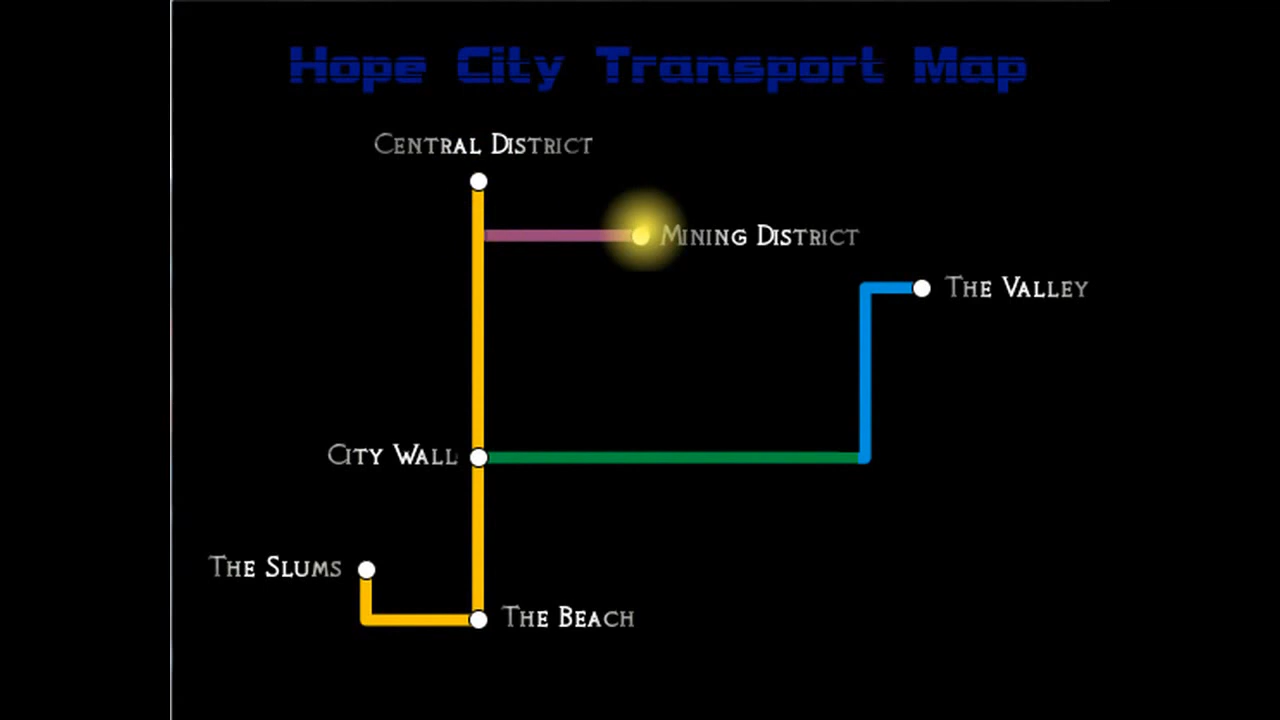 Hope City Transport Map
Central District
Mining District
The Valley
City Wall
The Slums
The Beach